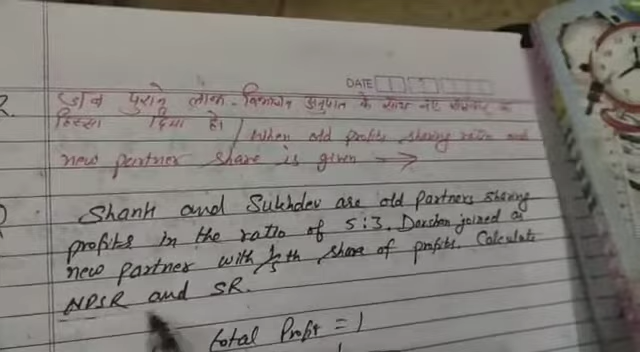 DATE
2. जब पुराने लाभ-विभाजन अनुपात के साथ नए साझेदार का
हिस्सा दिया है। / When old profits sharing ratio and
new partner share is given →
Shanti and Sukhdev are old Partners sharing
profits in the ratio of 5:3. Darshan joined as
new partner with 1/5th share of profits. Calculate
NPSR and SR.
total Profit = 1